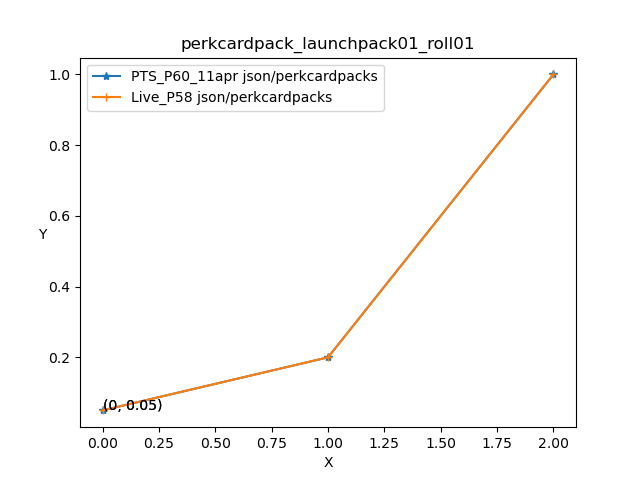 perkcardpack_launchpack01_roll01
PTS_P60_11apr json/perkcardpacks
Live_P58 json/perkcardpacks
1.0
0.8
0.6
Y
0.4
0.2
(0, 0.05)
0.00 0.25 0.50 0.75 1.00 1.25 1.50 1.75 2.00
X